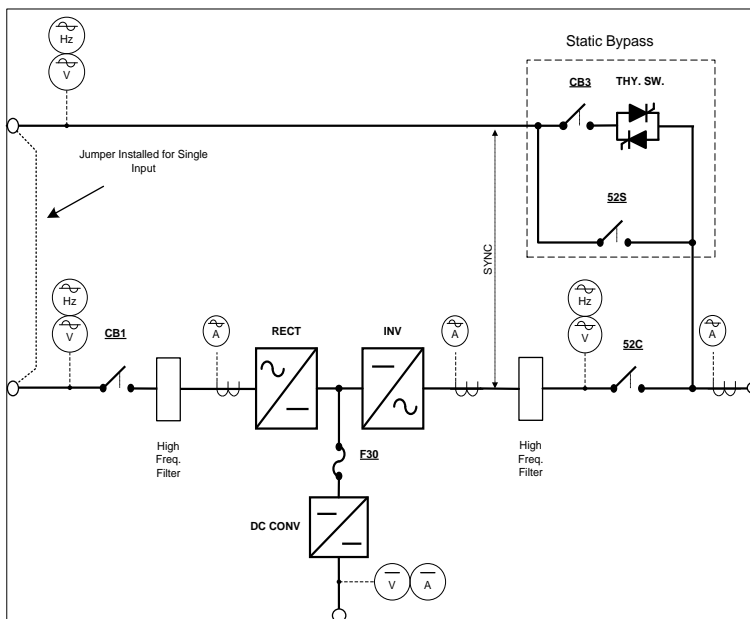 Hz
V
Static Bypass
CB3
THY. SW.
Jumper Installed for Single
Input
52S
SYNC
Hz
V
CB1
A
RECT
INV
A
Hz
V
52C
A
High
Freq.
Filter
F30
High
Freq.
Filter
DC CONV
V
A